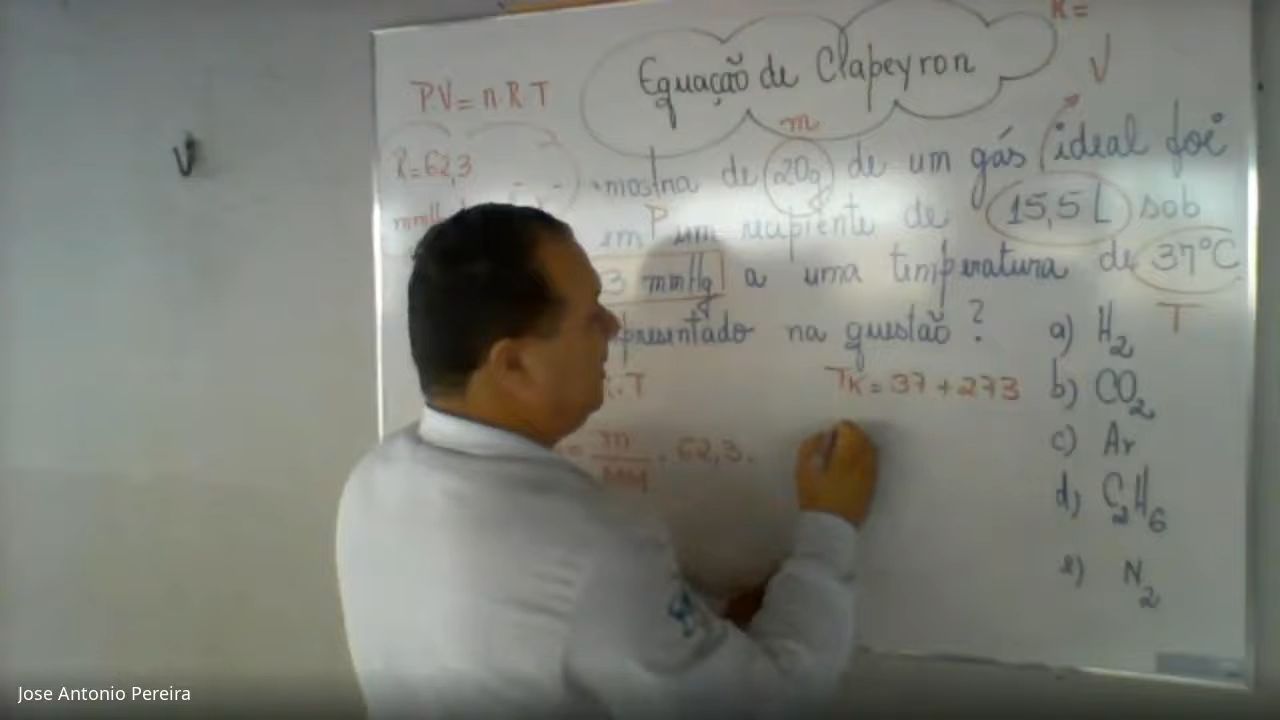 R =
Equação de Clapeyron
V
PV = n.R.T
m
R=62,3
mmHg
mostra de 20g de um gás ideal foi
P
em um recipiente de 15,5 L sob
3 mmHg a uma temperatura de 37°C
T
presentado na questão ?
a) H2
. T
TK = 37 + 273
b) CO2
= m/MM . 62,3 .
c) Ar
d) C2H6
e) N2
Jose Antonio Pereira